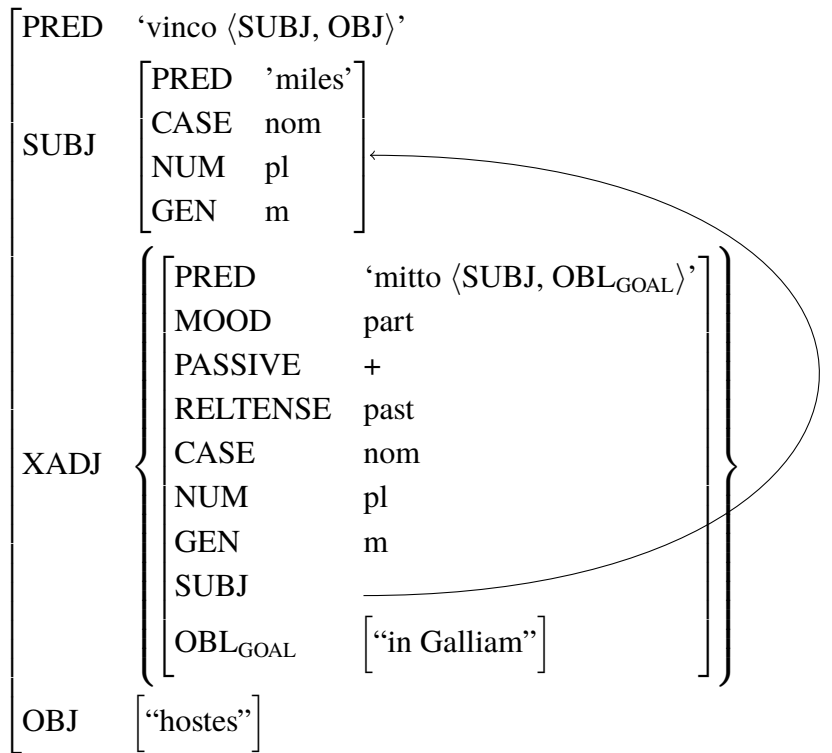 PRED ‘vinco ⟨SUBJ, OBJ⟩’
SUBJ
PRED ’miles’
CASE nom
NUM pl
GEN m
XADJ
PRED ‘mitto ⟨SUBJ, OBL_GOAL⟩’
MOOD part
PASSIVE +
RELTENSE past
CASE nom
NUM pl
GEN m
SUBJ
OBL_GOAL “in Galliam”
OBJ “hostes”